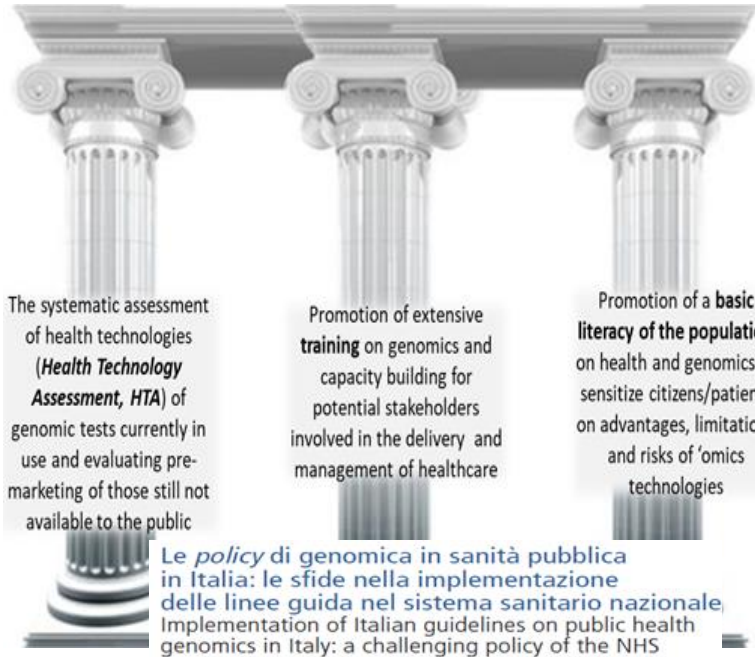 The systematic assessment
of health technologies
(Health Technology
Assessment, HTA) of
genomic tests currently in
use and evaluating pre-
marketing of those still not
available to the public
Promotion of extensive
training on genomics and
capacity building for
potential stakeholders
involved in the delivery and
management of healthcare
Promotion of a basic
literacy of the
on health and genomics
sensitize citizens/
on advantages,
and risks of ‘omics
technologies
Le policy di genomica in sanità pubblica
in Italia: le sfide nella implementazione
delle linee guida nel sistema sanitario nazionale
Implementation of Italian guidelines on public health
genomics in Italy: a challenging policy of the NHS